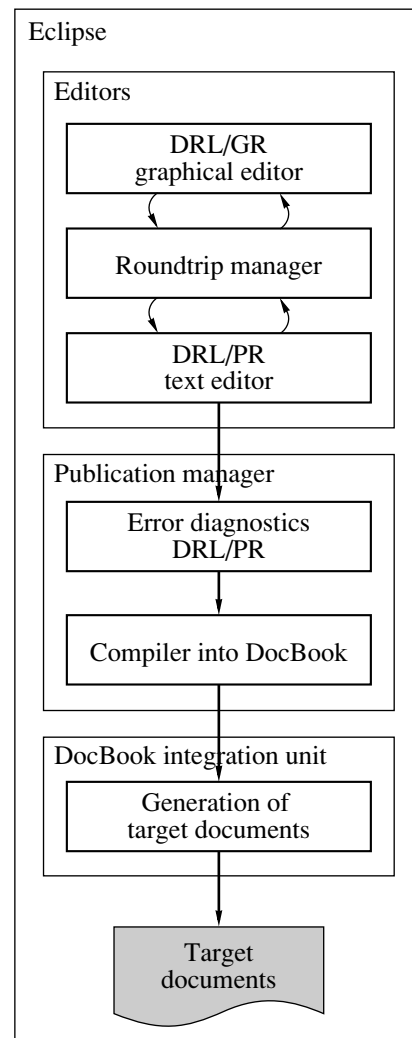 Eclipse
Editors
DRL/GR
graphical editor
Roundtrip manager
DRL/PR
text editor
Publication manager
Error diagnostics
DRL/PR
Compiler into DocBook
DocBook integration unit
Generation of
target documents
Target
documents